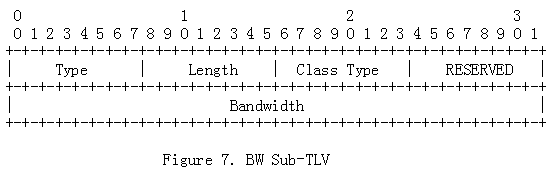 0                   1                   2                   3
 0 1 2 3 4 5 6 7 8 9 0 1 2 3 4 5 6 7 8 9 0 1 2 3 4 5 6 7 8 9 0 1
+-+-+-+-+-+-+-+-+-+-+-+-+-+-+-+-+-+-+-+-+-+-+-+-+-+-+-+-+-+-+-+-+
|     Type      |     Length    |  Class Type   |    RESERVED   |
+-+-+-+-+-+-+-+-+-+-+-+-+-+-+-+-+-+-+-+-+-+-+-+-+-+-+-+-+-+-+-+-+
|                          Bandwidth                            |
+-+-+-+-+-+-+-+-+-+-+-+-+-+-+-+-+-+-+-+-+-+-+-+-+-+-+-+-+-+-+-+-+
Figure 7. BW Sub-TLV